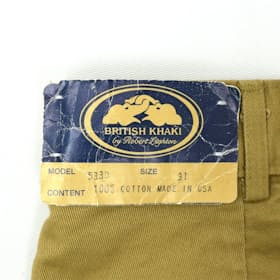 BRITISH KHAKI
by Robert Lighton
MODEL 533D SIZE 31
CONTENT 100% COTTON MADE IN USA